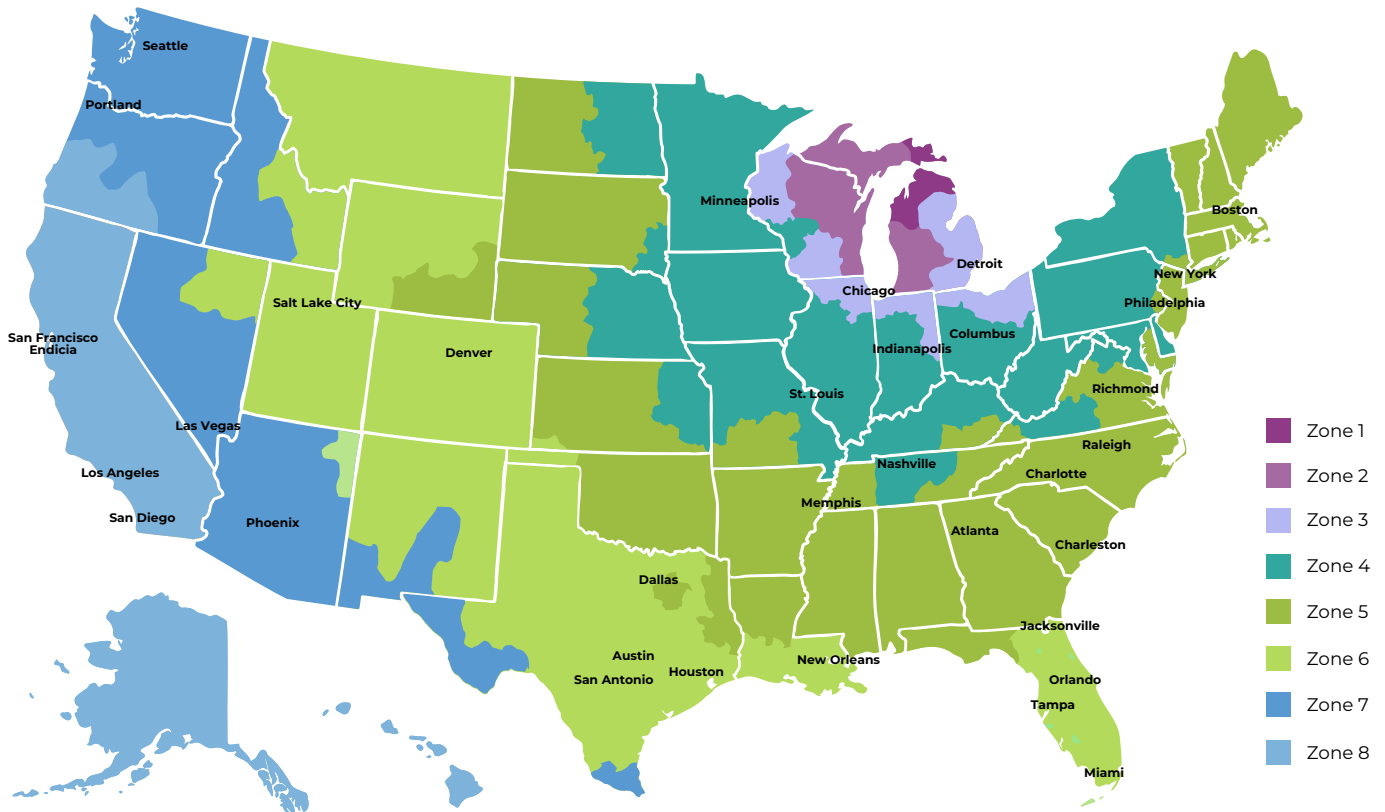 Seattle
Portland
Minneapolis
Boston
Detroit
New York
Chicago
Salt Lake City
Philadelphia
San Francisco
Endicia
Columbus
Indianapolis
Denver
Richmond
St. Louis
Las Vegas
Raleigh
Nashville
Los Angeles
Charlotte
Memphis
San Diego
Phoenix
Atlanta
Charleston
Dallas
Jacksonville
Austin
New Orleans
Houston
San Antonio
Orlando
Tampa
Miami
Zone 1
Zone 2
Zone 3
Zone 4
Zone 5
Zone 6
Zone 7
Zone 8